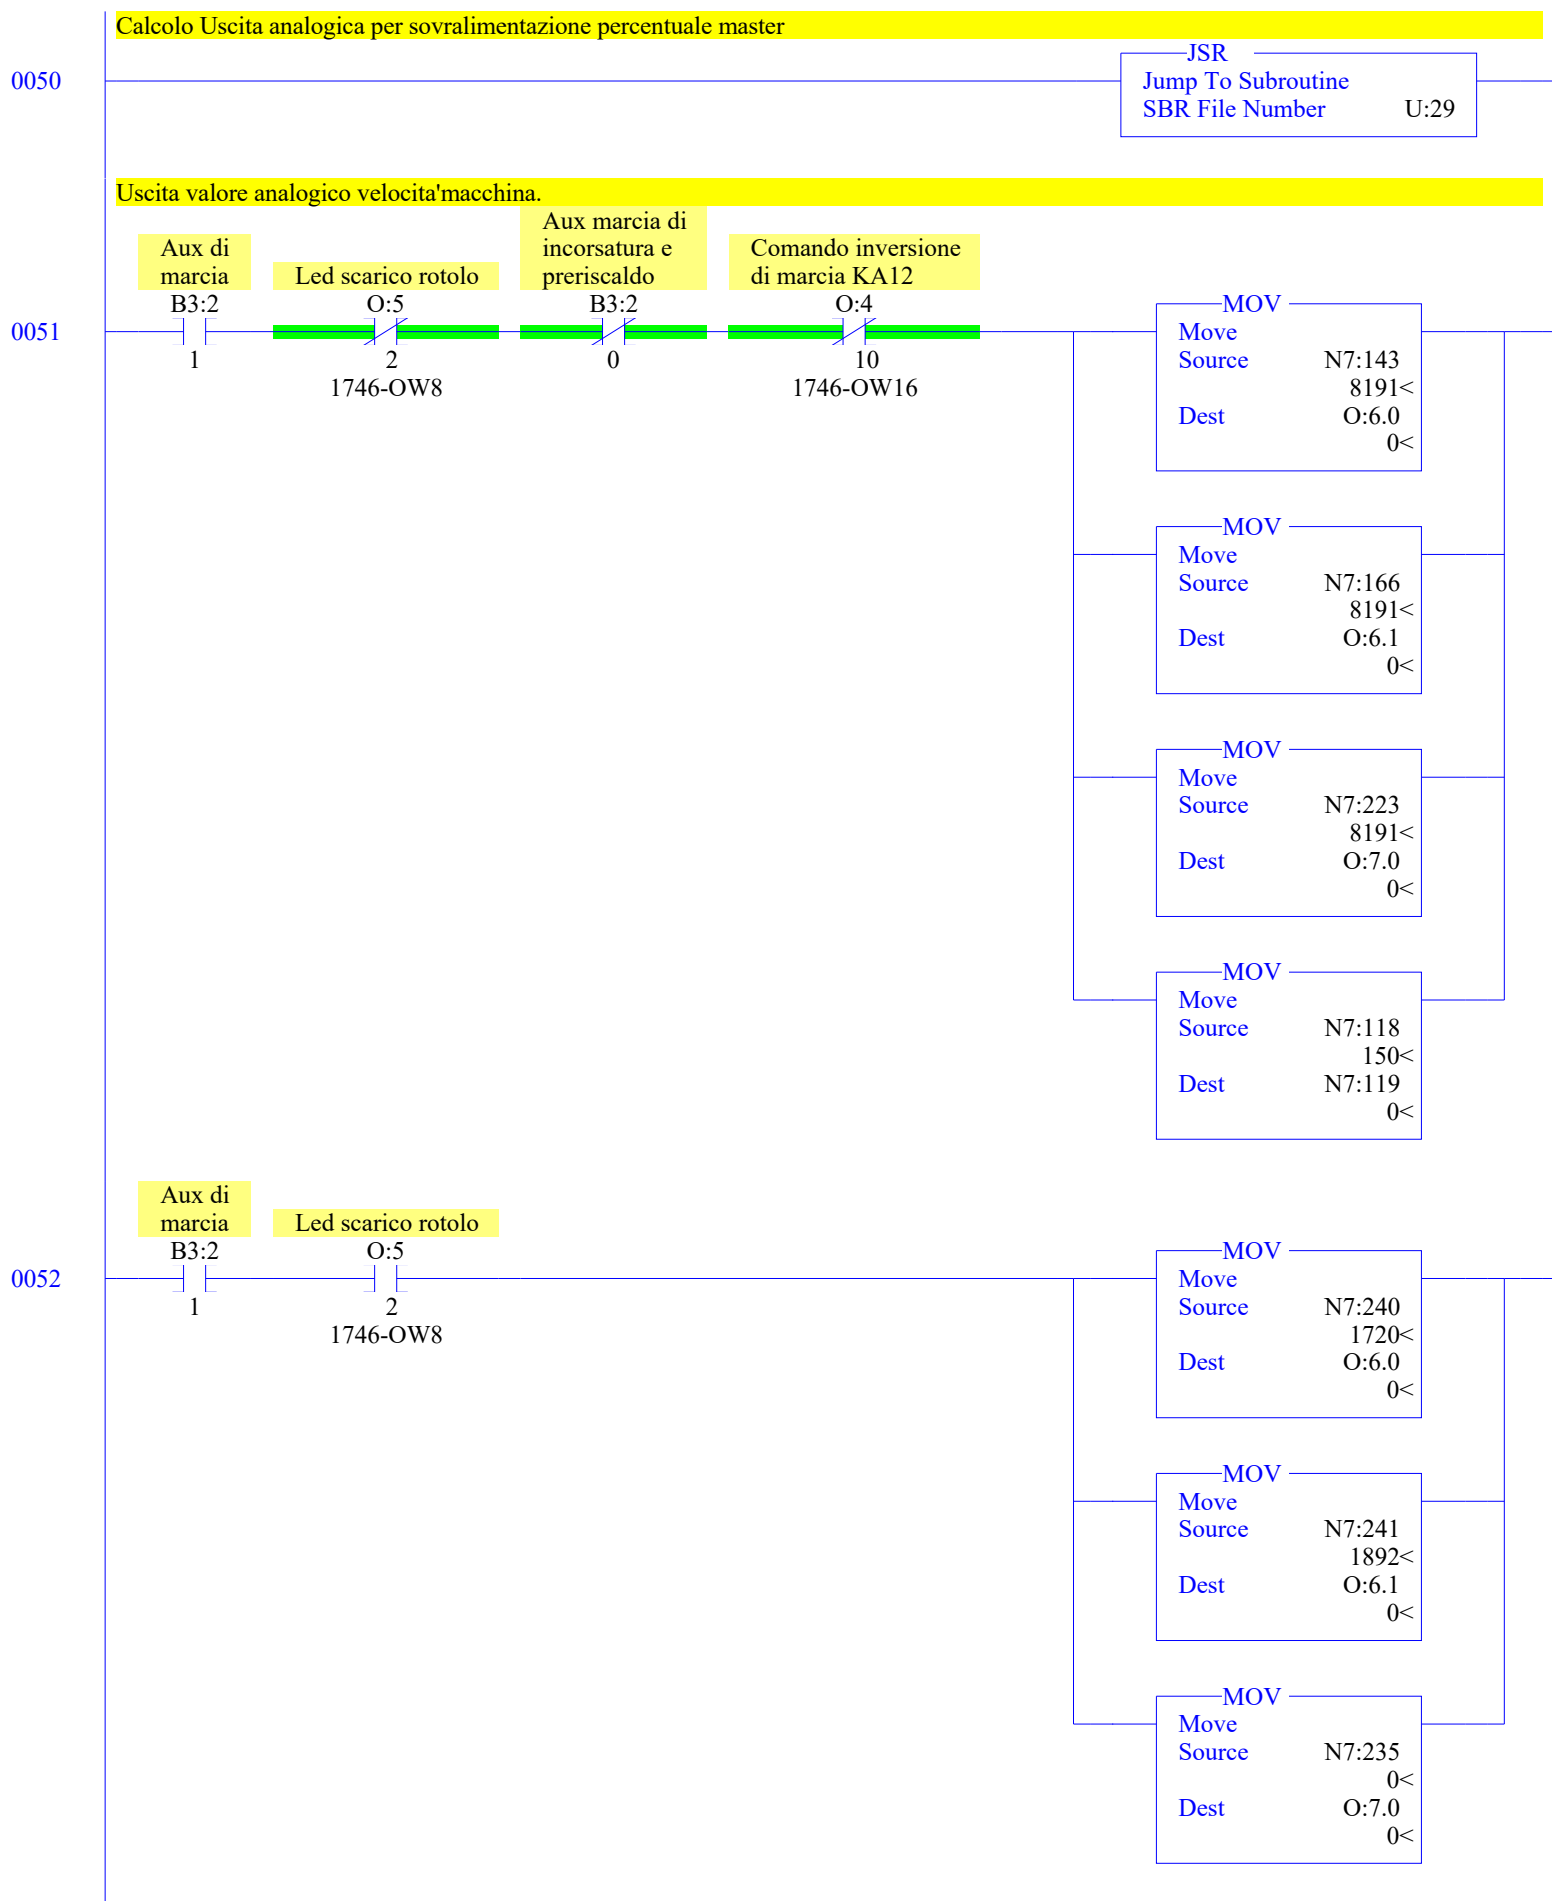 Calcolo Uscita analogica per sovralimentazione percentuale master
JSR
0050
Jump To Subroutine
SBR File Number U:29
Uscita valore analogico velocita'macchina.
Aux di
marcia
B3:2
1
Led scarico rotolo
O:5
2
1746-OW8
Aux marcia di
incorsatura e
preriscaldo
B3:2
0
Comando inversione
di marcia KA12
O:4
10
1746-OW16
0051
MOV
Move
Source N7:143
8191<
Dest O:6.0
0<
MOV
Move
Source N7:166
8191<
Dest O:6.1
0<
MOV
Move
Source N7:223
8191<
Dest O:7.0
0<
MOV
Move
Source N7:118
150<
Dest N7:119
0<
Aux di
marcia
B3:2
1
Led scarico rotolo
O:5
2
1746-OW8
0052
MOV
Move
Source N7:240
1720<
Dest O:6.0
0<
MOV
Move
Source N7:241
1892<
Dest O:6.1
0<
MOV
Move
Source N7:235
0<
Dest O:7.0
0<